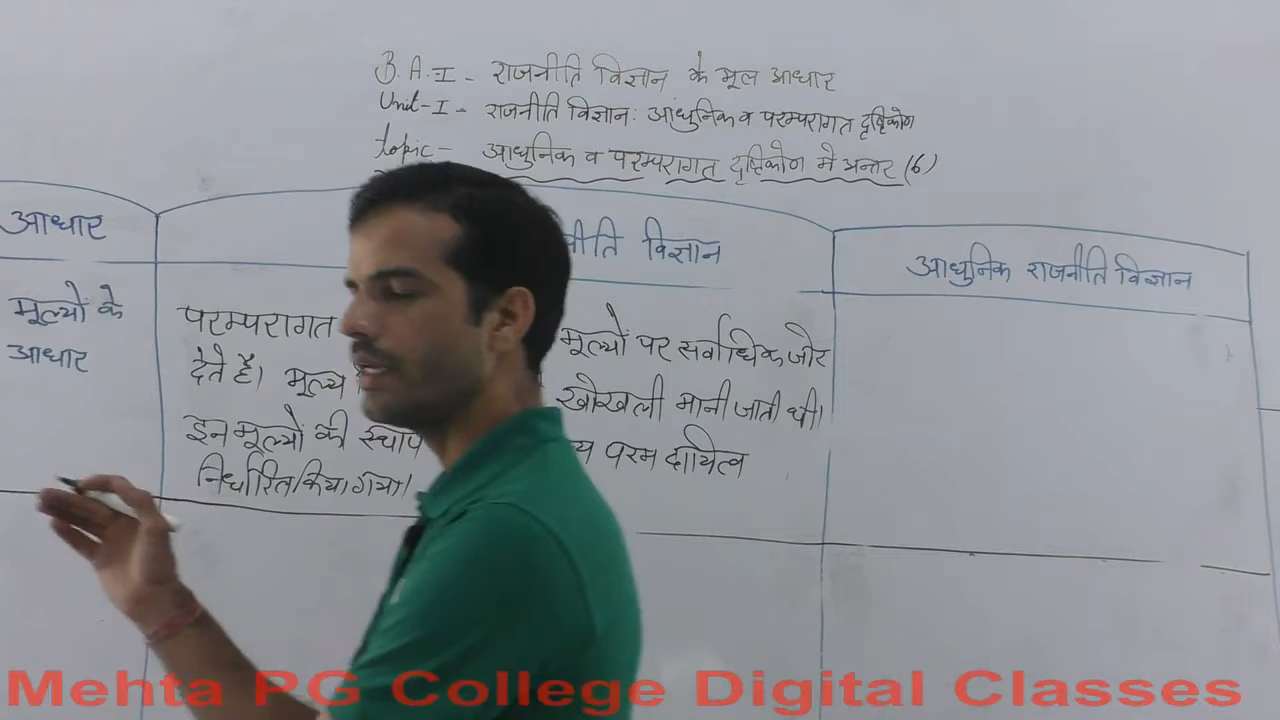 B.A.I - राजनीति विज्ञान के मूल आधार
Unit-I - राजनीति विज्ञान: आधुनिक व परम्परागत दृष्टिकोण
topic - आधुनिक व परम्परागत दृष्टिकोण मे अन्तर (6)
आधार
विज्ञान
आधुनिक राजनीति विज्ञान
मूल्यो के
आधार
परम्परागत मूल्यों पर सर्वाधिक जोर
देते है। मूल्य खोखली मानी जाती थी।
इन मूल्यो की परम दायित्व
निर्धारित किया गया।
Mehta PG College Digital Classes